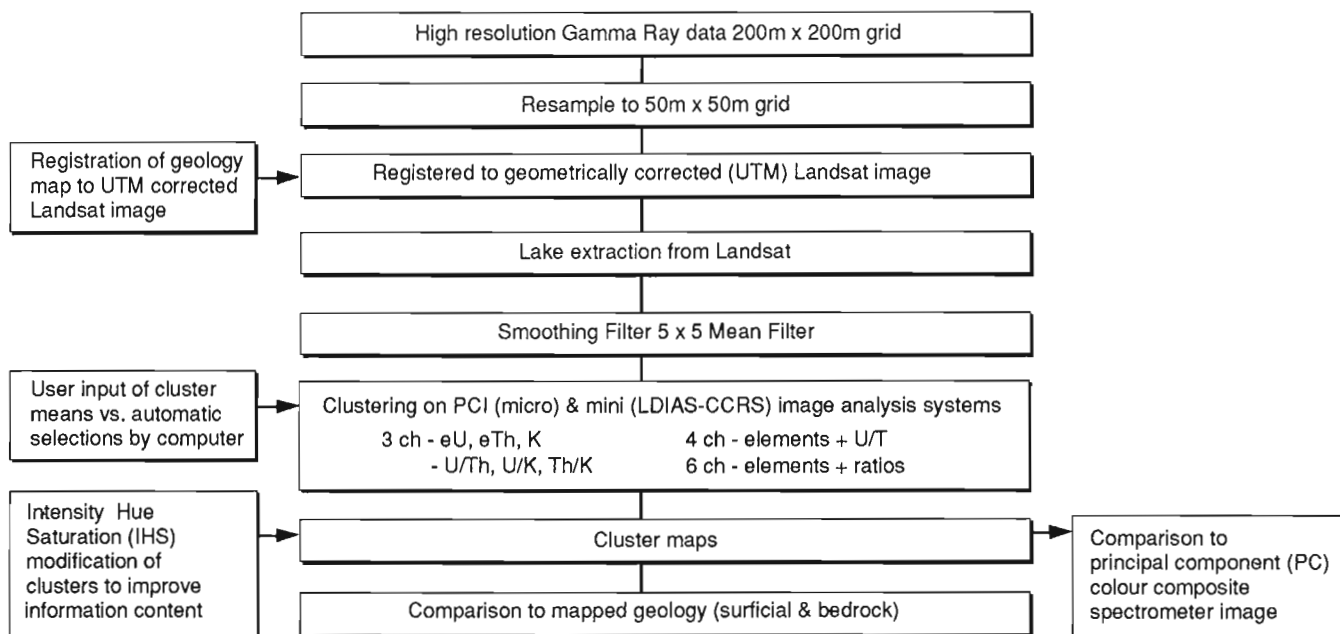 High resolution Gamma Ray data 200m x 200m grid
Resample to 50m x 50m grid
Registration of geology
map to UTM corrected
Landsat image
Registered to geometrically corrected (UTM) Landsat image
Lake extraction from Landsat
Smoothing Filter 5 x 5 Mean Filter
User input of cluster
means vs. automatic
selections by computer
Clustering on PCI (micro) & mini (LDIAS-CCRS) image analysis systems
3 ch - eU, eTh, K
4 ch - elements + U/T
- U/Th, U/K, Th/K
6 ch - elements + ratios
Intensity Hue
Saturation (IHS)
modification of
clusters to improve
information content
Cluster maps
Comparison to
principal component (PC)
colour composite
spectrometer image
Comparison to mapped geology (surficial & bedrock)